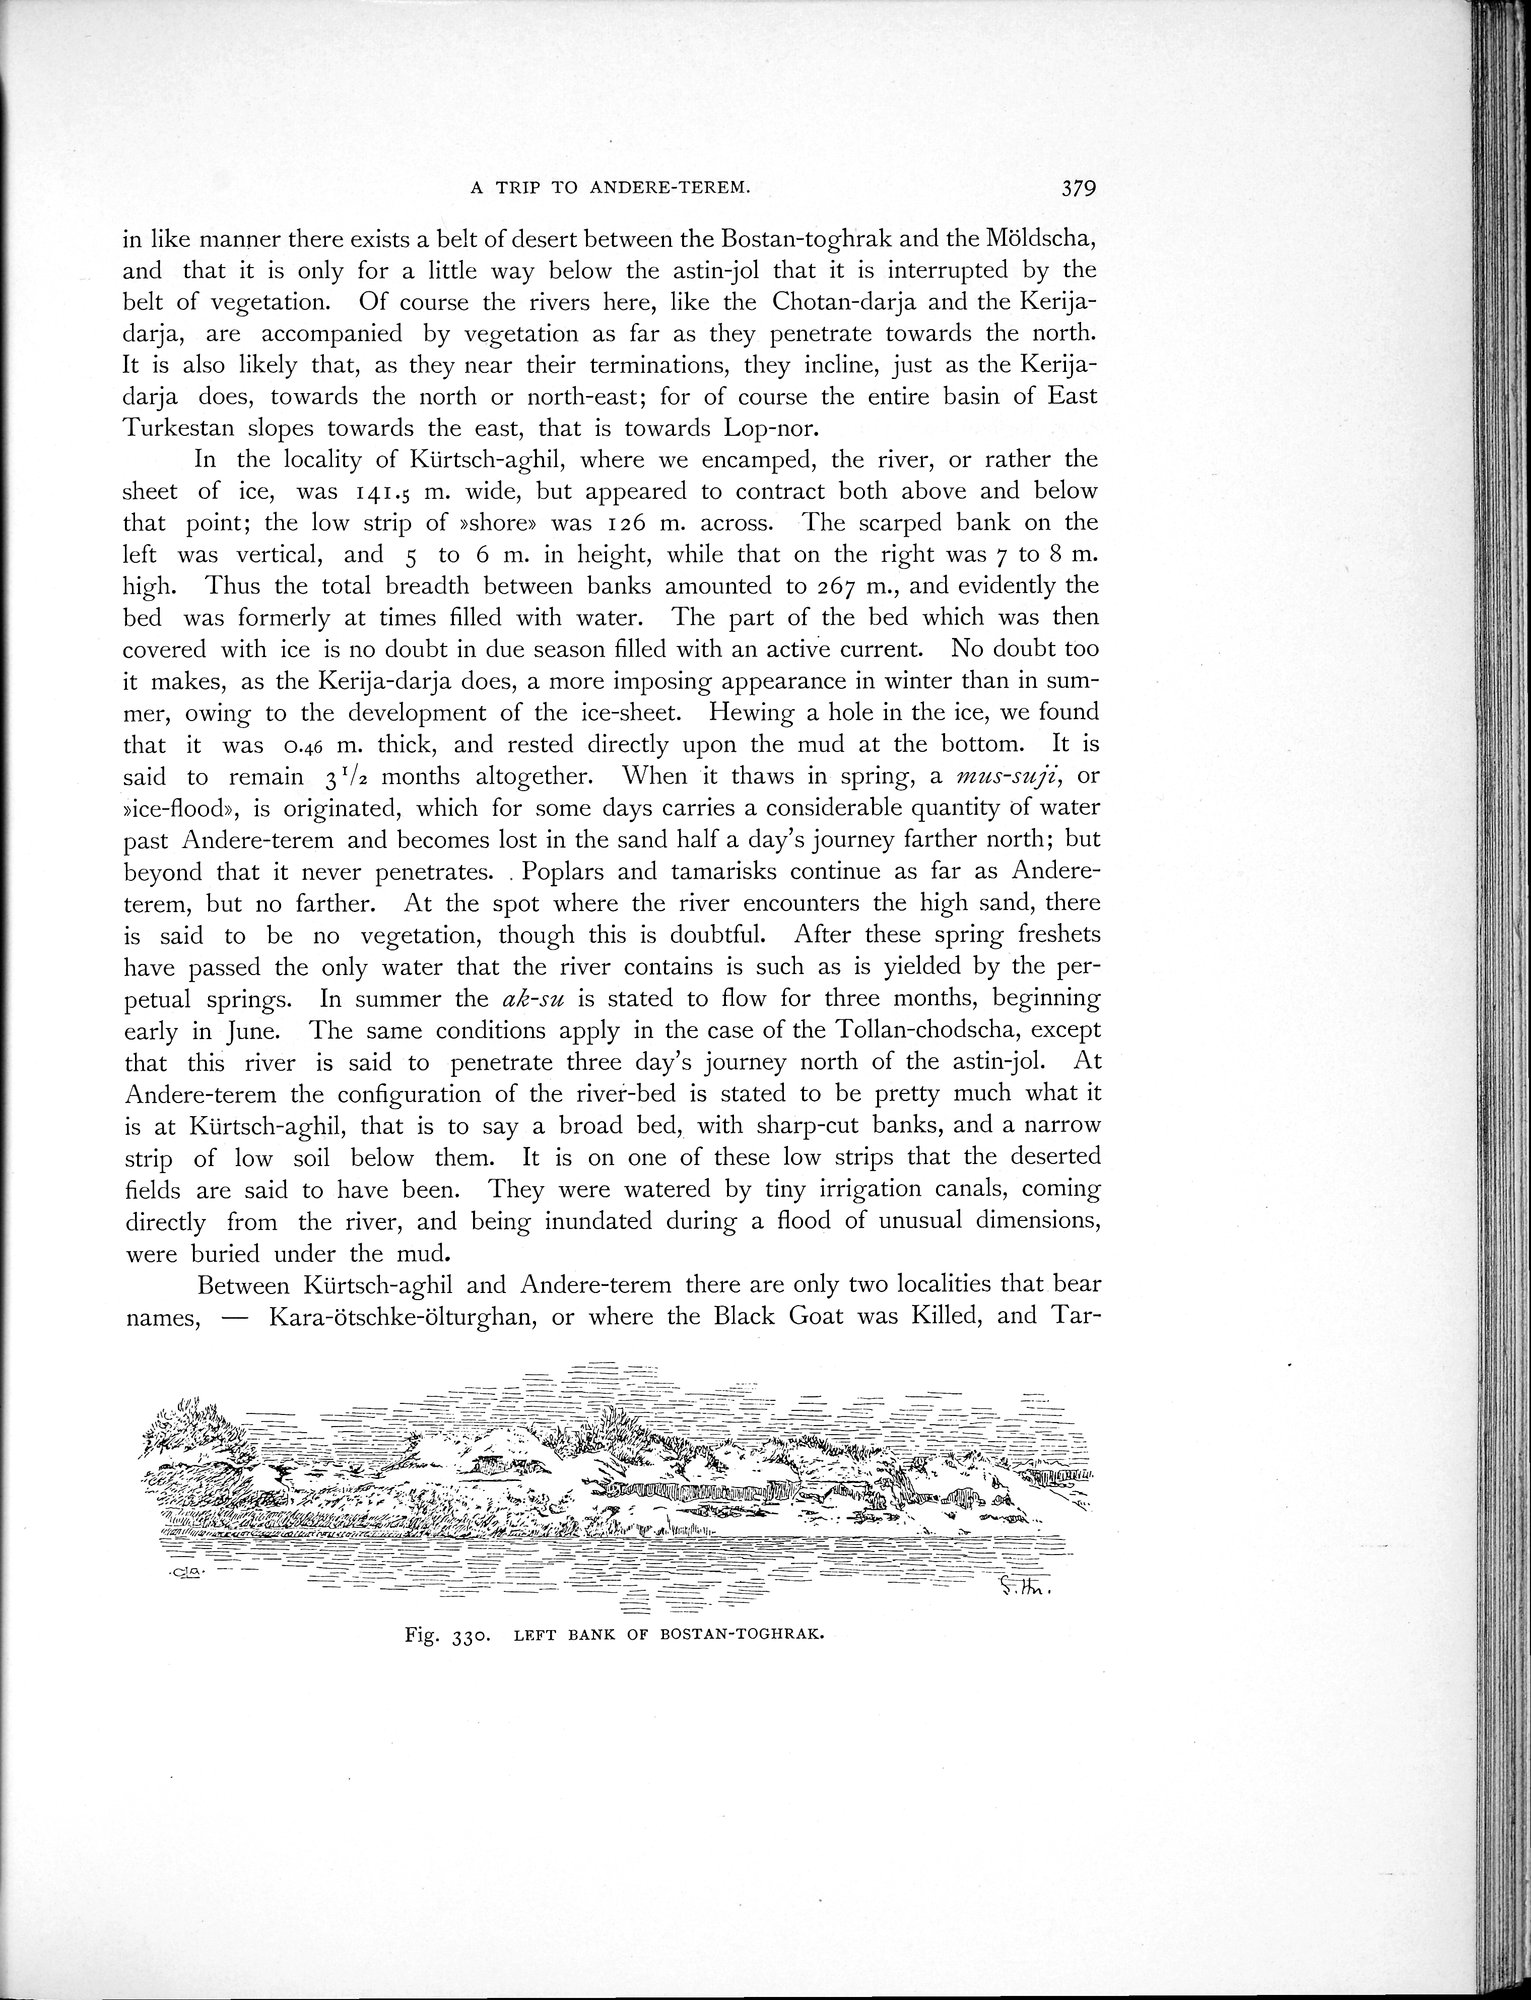 A TRIP TO ANDERE-TEREM. 379
in like manner there exists a belt of desert between the Bostan-toghrak and the Möldscha,
and that it is only for a little way below the astin-jol that it is interrupted by the
belt of vegetation. Of course the rivers here, like the Chotan-darja and the Kerija-
darja, are accompanied by vegetation as far as they penetrate towards the north.
It is also likely that, as they near their terminations, they incline, just as the Kerija-
darja does, towards the north or north-east; for of course the entire basin of East
Turkestan slopes towards the east, that is towards Lop-nor.
In the locality of Kürtsch-aghil, where we encamped, the river, or rather the
sheet of ice, was 141.5 m. wide, but appeared to contract both above and below
that point; the low strip of »shore» was 126 m. across. The scarped bank on the
left was vertical, and 5 to 6 m. in height, while that on the right was 7 to 8 m.
high. Thus the total breadth between banks amounted to 267 m., and evidently the
bed was formerly at times filled with water. The part of the bed which was then
covered with ice is no doubt in due season filled with an active current. No doubt too
it makes, as the Kerija-darja does, a more imposing appearance in winter than in sum-
mer, owing to the development of the ice-sheet. Hewing a hole in the ice, we found
that it was 0.46 m. thick, and rested directly upon the mud at the bottom. It is
said to remain 3 1/2 months altogether. When it thaws in spring, a mus-suji, or
»ice-flood», is originated, which for some days carries a considerable quantity of water
past Andere-terem and becomes lost in the sand half a day's journey farther north; but
beyond that it never penetrates. Poplars and tamarisks continue as far as Andere-
terem, but no farther. At the spot where the river encounters the high sand, there
is said to be no vegetation, though this is doubtful. After these spring freshets
have passed the only water that the river contains is such as is yielded by the per-
petual springs. In summer the ak-su is stated to flow for three months, beginning
early in June. The same conditions apply in the case of the Tollan-chodscha, except
that this river is said to penetrate three day's journey north of the astin-jol. At
Andere-terem the configuration of the river-bed is stated to be pretty much what it
is at Kürtsch-aghil, that is to say a broad bed, with sharp-cut banks, and a narrow
strip of low soil below them. It is on one of these low strips that the deserted
fields are said to have been. They were watered by tiny irrigation canals, coming
directly from the river, and being inundated during a flood of unusual dimensions,
were buried under the mud.
Between Kürtsch-aghil and Andere-terem there are only two localities that bear
names, — Kara-ötschke-ölturghan, or where the Black Goat was Killed, and Tar-
S. Hn.
Fig. 330. LEFT BANK OF BOSTAN-TOGHRAK.